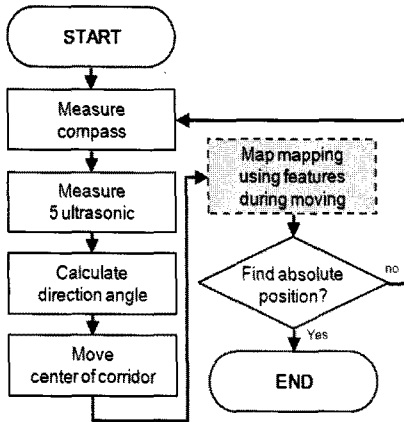 START
Measure
compass
Measure
5 ultrasonic
Calculate
direction angle
Move
center of corridor
Map mapping
using features
during moving
Find absolute
position?
no
Yes
END